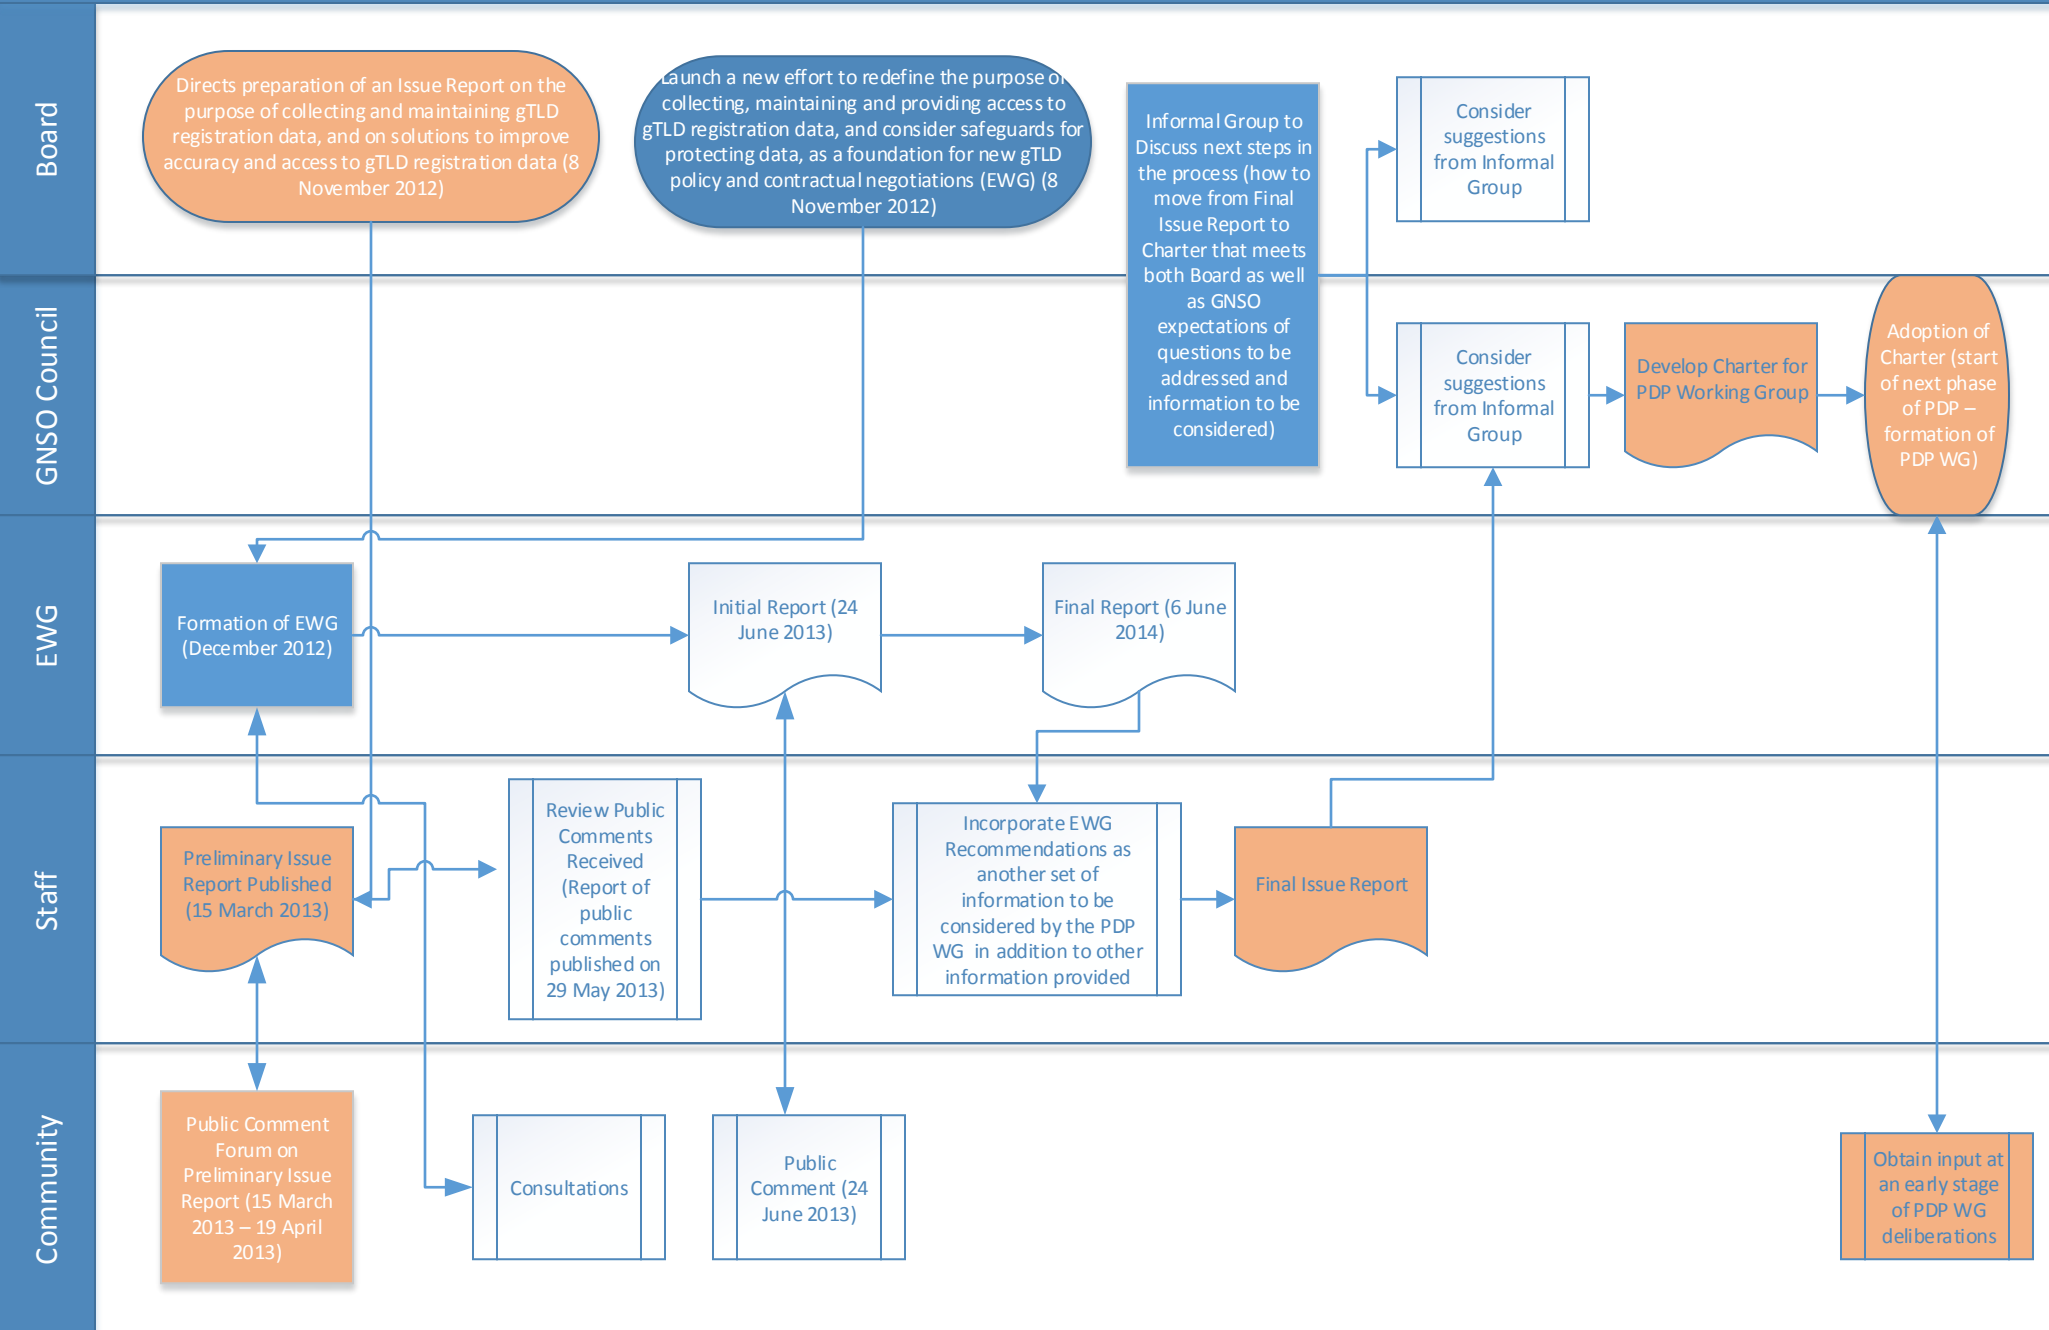 Board
Directs preparation of an Issue Report on the
purpose of collecting and maintaining gTLD
registration data, and on solutions to improve
accuracy and access to gTLD registration data (8
November 2012)
Launch a new effort to redefine the purpose of
collecting, maintaining and providing access to
gTLD registration data, and consider safeguards for
protecting data, as a foundation for new gTLD
policy and contractual negotiations (EWG) (8
November 2012)
Informal Group to
Discuss next steps in
the process (how to
move from Final
Issue Report to
Charter that meets
both Board as well
as GNSO
expectations of
questions to be
addressed and
information to be
considered)
Consider
suggestions
from Informal
Group
GNSO Council
Consider
suggestions
from Informal
Group
Develop Charter for
PDP Working Group
Adoption of
Charter (start
of next phase
of PDP –
formation of
PDP WG)
EWG
Formation of EWG
(December 2012)
Initial Report (24
June 2013)
Final Report (6 June
2014)
Staff
Preliminary Issue
Report Published
(15 March 2013)
Review Public
Comments
Received
(Report of
public
comments
published on
29 May 2013)
Incorporate EWG
Recommendations as
another set of
information to be
considered by the PDP
WG in addition to other
information provided
Final Issue Report
Community
Public Comment
Forum on
Preliminary Issue
Report (15 March
2013 – 19 April
2013)
Consultations
Public
Comment (24
June 2013)
Obtain input at
an early stage
of PDP WG
deliberations